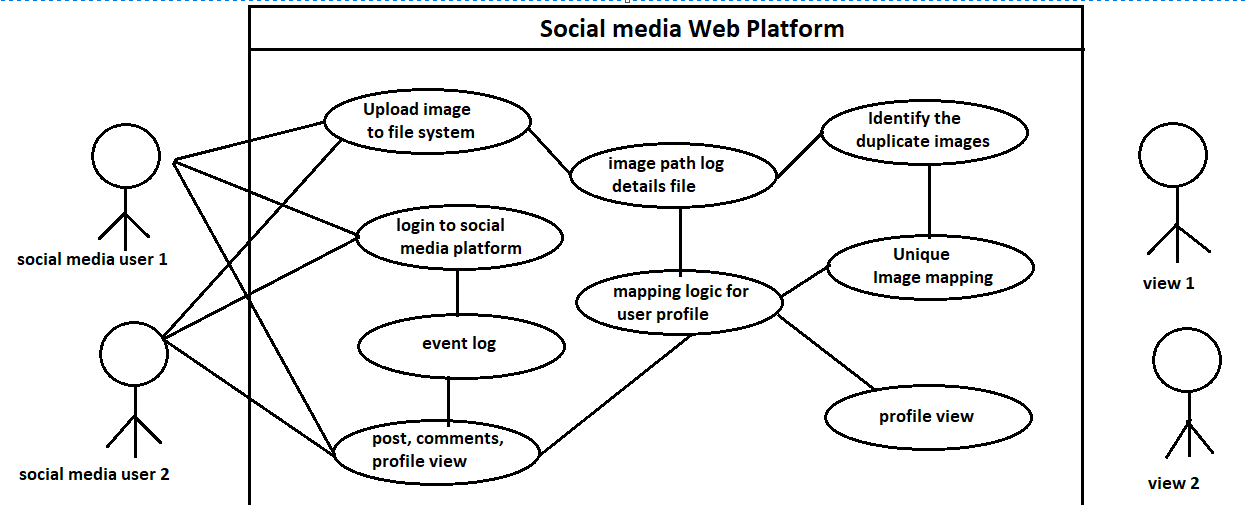 Social media Web Platform
Upload image
to file system
Identify the
duplicate images
image path log
details file
login to social
media platform
social media user 1
Unique
Image mapping
view 1
mapping logic for
user profile
event log
profile view
post, comments,
profile view
social media user 2
view 2